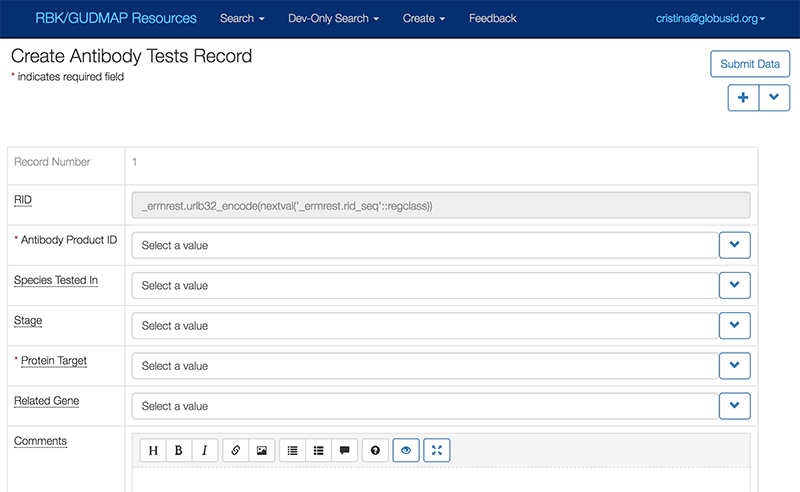 RBK/GUDMAP Resources Search Dev-Only Search Create Feedback cristina@globusid.org
Create Antibody Tests Record
* indicates required field
Submit Data
Record Number 1
RID _ermrest.urlb32_encode(nextval('_ermrest.rid_seq'::regclass))
* Antibody Product ID Select a value
Species Tested In Select a value
Stage Select a value
* Protein Target Select a value
Related Gene Select a value
Comments H B I